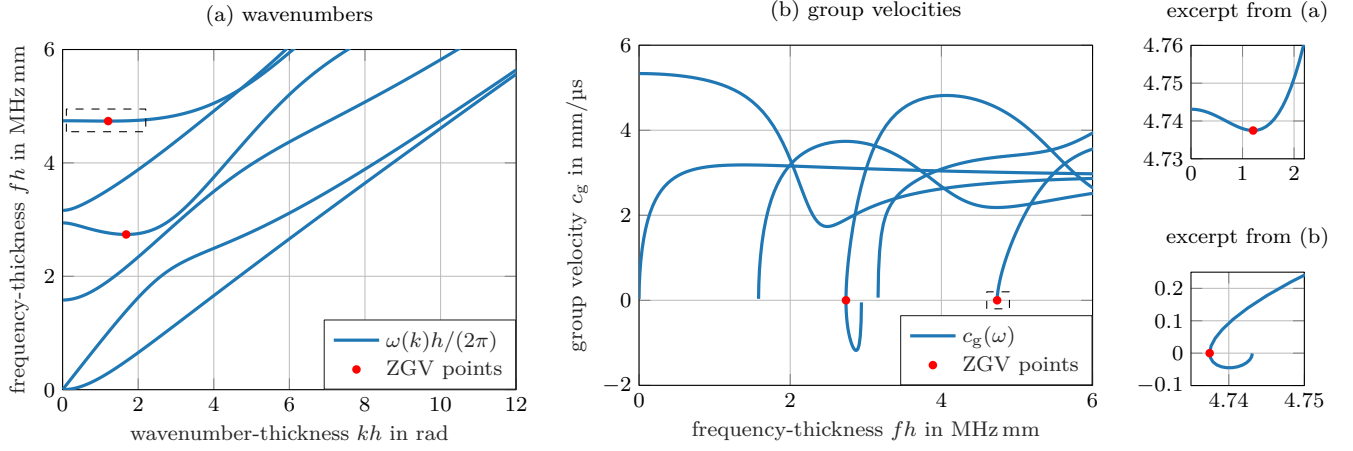 (a) wavenumbers
frequency-thickness fh in MHz mm
6
4
2
0
0 2 4 6 8 10 12
wavenumber-thickness kh in rad
ω(k)h/(2π)
ZGV points
(b) group velocities
group velocity c_g in mm/µs
6
4
2
0
−2
0 2 4 6
frequency-thickness fh in MHz mm
c_g(ω)
ZGV points
excerpt from (a)
4.76
4.75
4.74
4.73
0 1 2
excerpt from (b)
0.2
0.1
0
−0.1
4.74 4.75